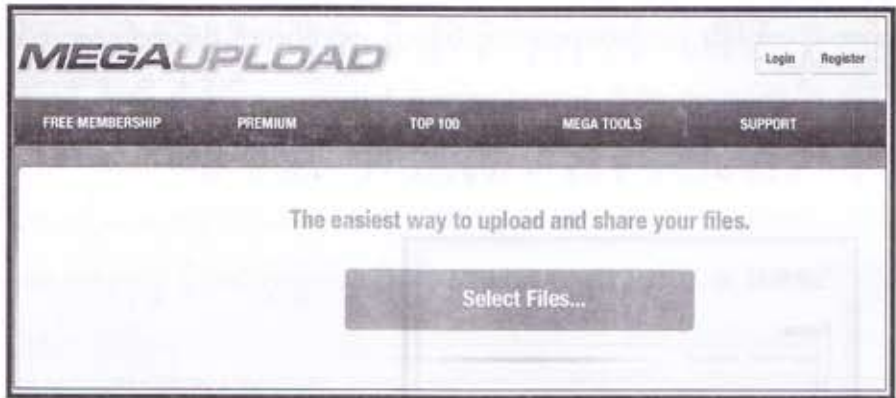 MEGAUPLOAD
Login Register
FREE MEMBERSHIP PREMIUM TOP 100 MEGA TOOLS SUPPORT
The easiest way to upload and share your files.
Select Files...